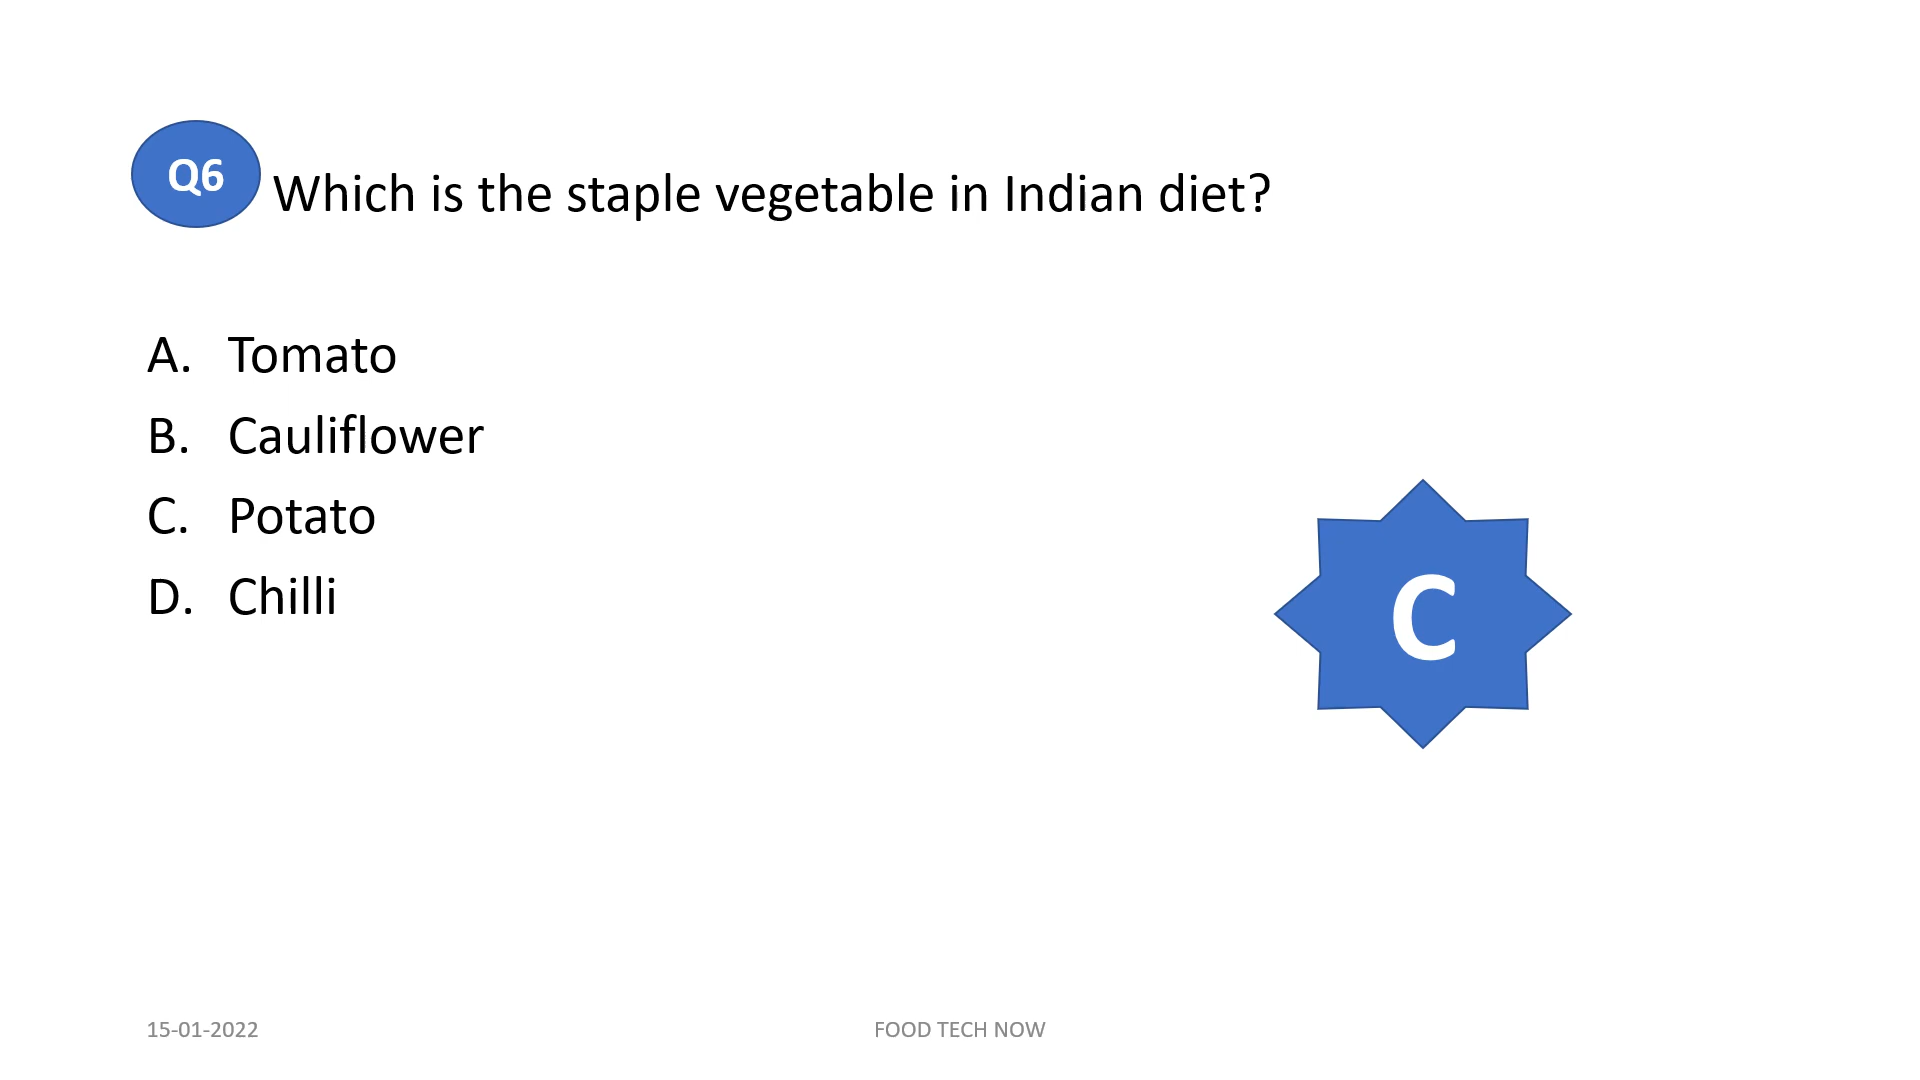 Q6
Which is the staple vegetable in Indian diet?
A. Tomato
B. Cauliflower
C. Potato
D. Chilli
C
15-01-2022
FOOD TECH NOW